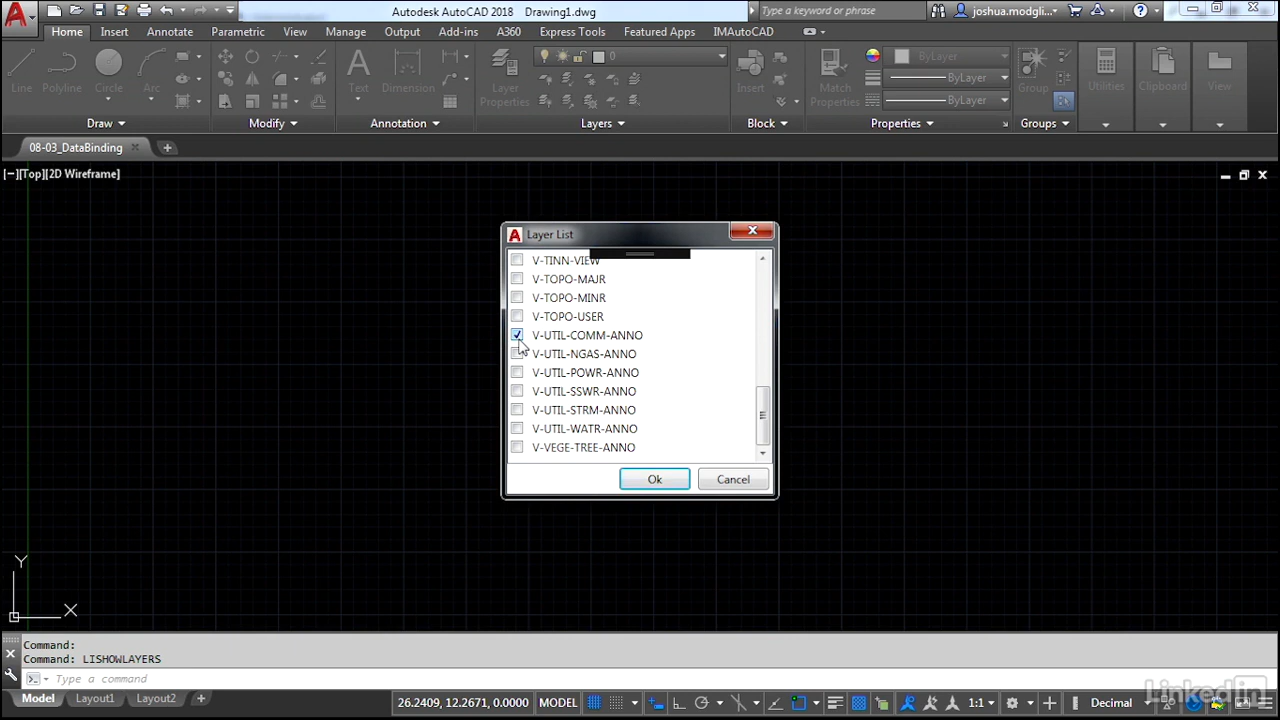 Autodesk AutoCAD 2018 Drawing1.dwg
Type a keyword or phrase
joshua.modgli...
Home Insert Annotate Parametric View Manage Output Add-ins A360 Express Tools Featured Apps IMAutoCAD
Line Polyline Circle Arc
Text Dimension
Layer Properties
0
Insert
Match Properties
ByLayer
ByLayer
ByLayer
Group
Utilities
Clipboard
View
Draw Modify Annotation Layers Block Properties Groups
08-03_DataBinding
[−][Top][2D Wireframe]
Layer List
V-TINN-VIEW
V-TOPO-MAJR
V-TOPO-MINR
V-TOPO-USER
V-UTIL-COMM-ANNO
V-UTIL-NGAS-ANNO
V-UTIL-POWR-ANNO
V-UTIL-SSWR-ANNO
V-UTIL-STRM-ANNO
V-UTIL-WATR-ANNO
V-VEGE-TREE-ANNO
Ok Cancel
Y
X
Command:
Command: LISHOWLAYERS
Type a command
Model Layout1 Layout2
26.2409, 12.2671, 0.0000 MODEL 1:1 Decimal
Linked in